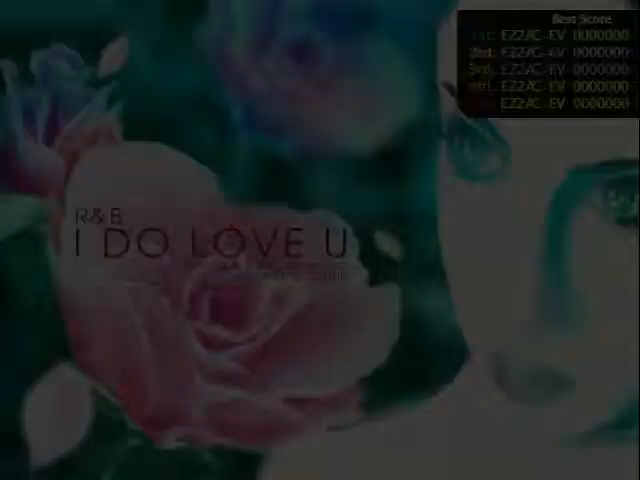 R&B
I DO LOVE U
Best Score
EZ2AC-EV 0000000
2nd. EZ2AC-EV 0000000
EZ2AC-EV 0000000
EZ2AC-EV 0000000
EZ2AC-EV 0000000